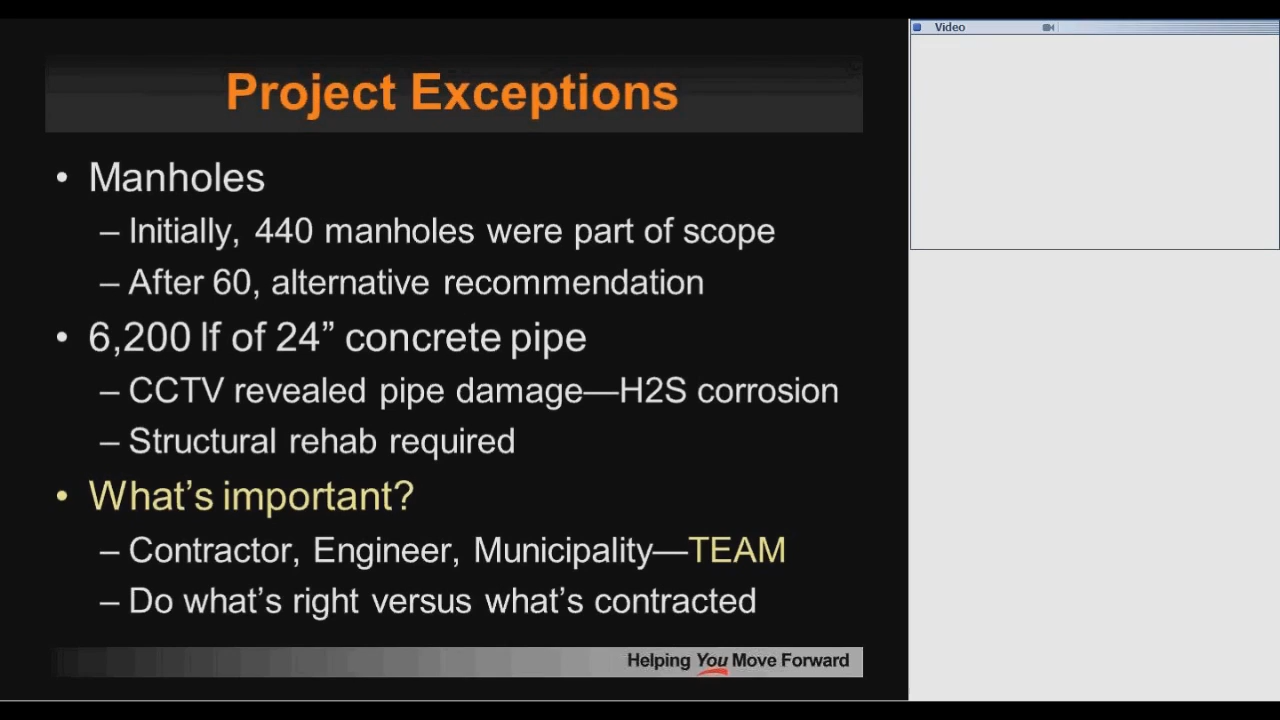 Video
Project Exceptions
• Manholes
– Initially, 440 manholes were part of scope
– After 60, alternative recommendation
• 6,200 lf of 24” concrete pipe
– CCTV revealed pipe damage—H2S corrosion
– Structural rehab required
• What’s important?
– Contractor, Engineer, Municipality—TEAM
– Do what’s right versus what’s contracted
Helping You Move Forward